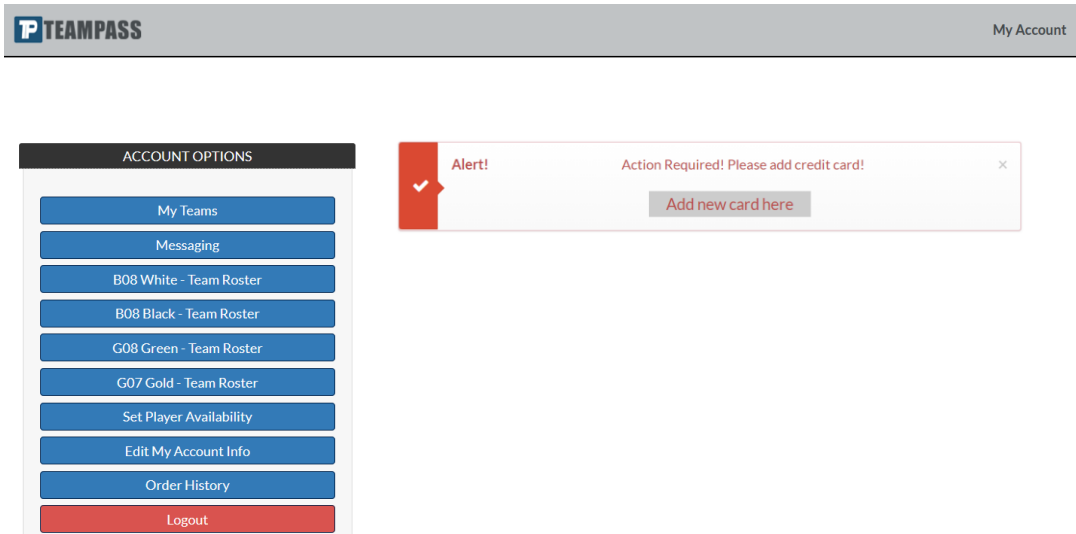 TP TEAMPASS
My Account
ACCOUNT OPTIONS
My Teams
Messaging
B08 White - Team Roster
B08 Black - Team Roster
G08 Green - Team Roster
G07 Gold - Team Roster
Set Player Availability
Edit My Account Info
Order History
Logout
Alert!
Action Required! Please add credit card!
×
Add new card here